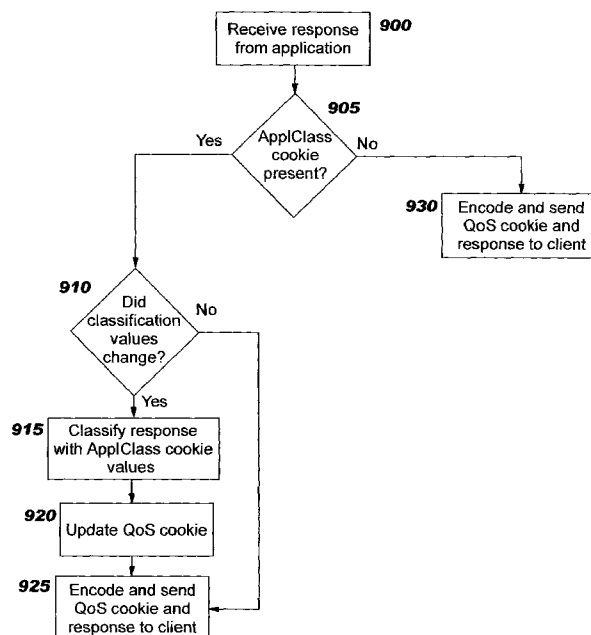 Receive response
from application
900
905
ApplClass
cookie
present?
Yes
No
930
Encode and send
QoS cookie and
response to client
910
Did
classification
values
change?
No
Yes
915
Classify response
with ApplClass cookie
values
920
Update QoS cookie
925
Encode and send
QoS cookie and
response to client